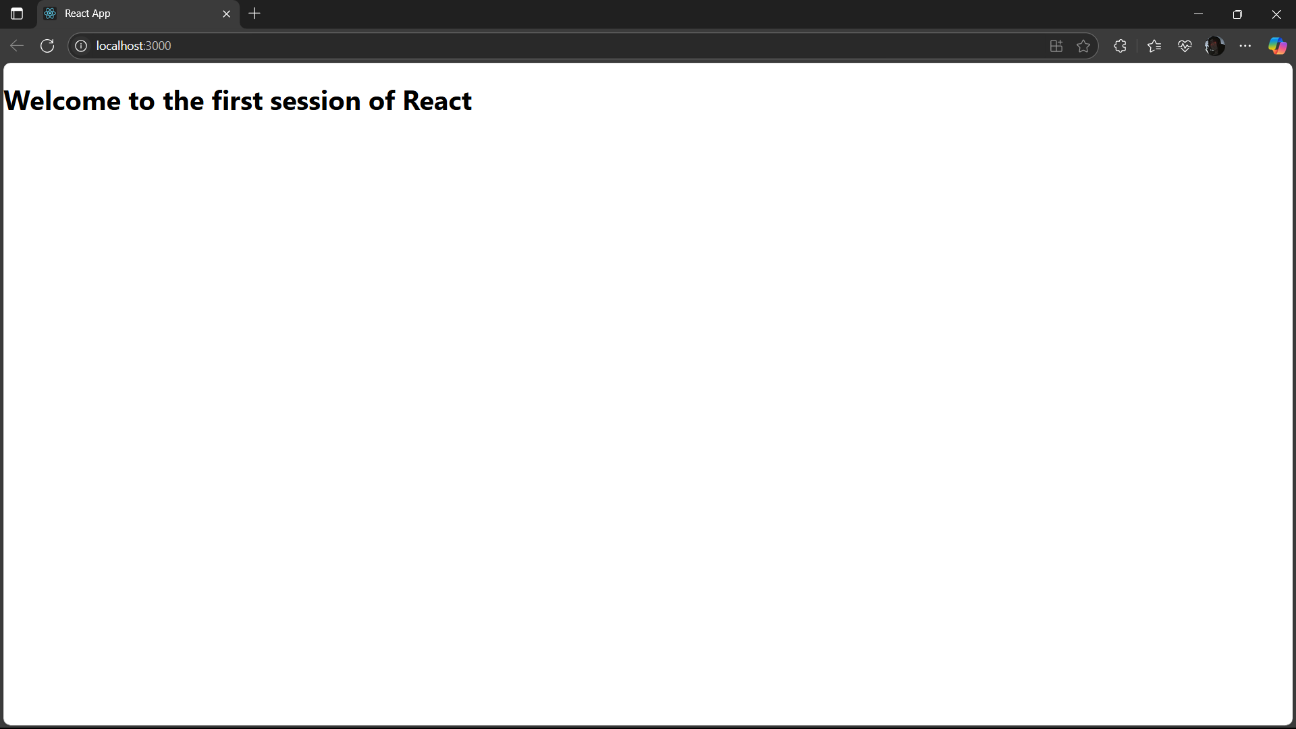 React App
localhost:3000
Welcome to the first session of React